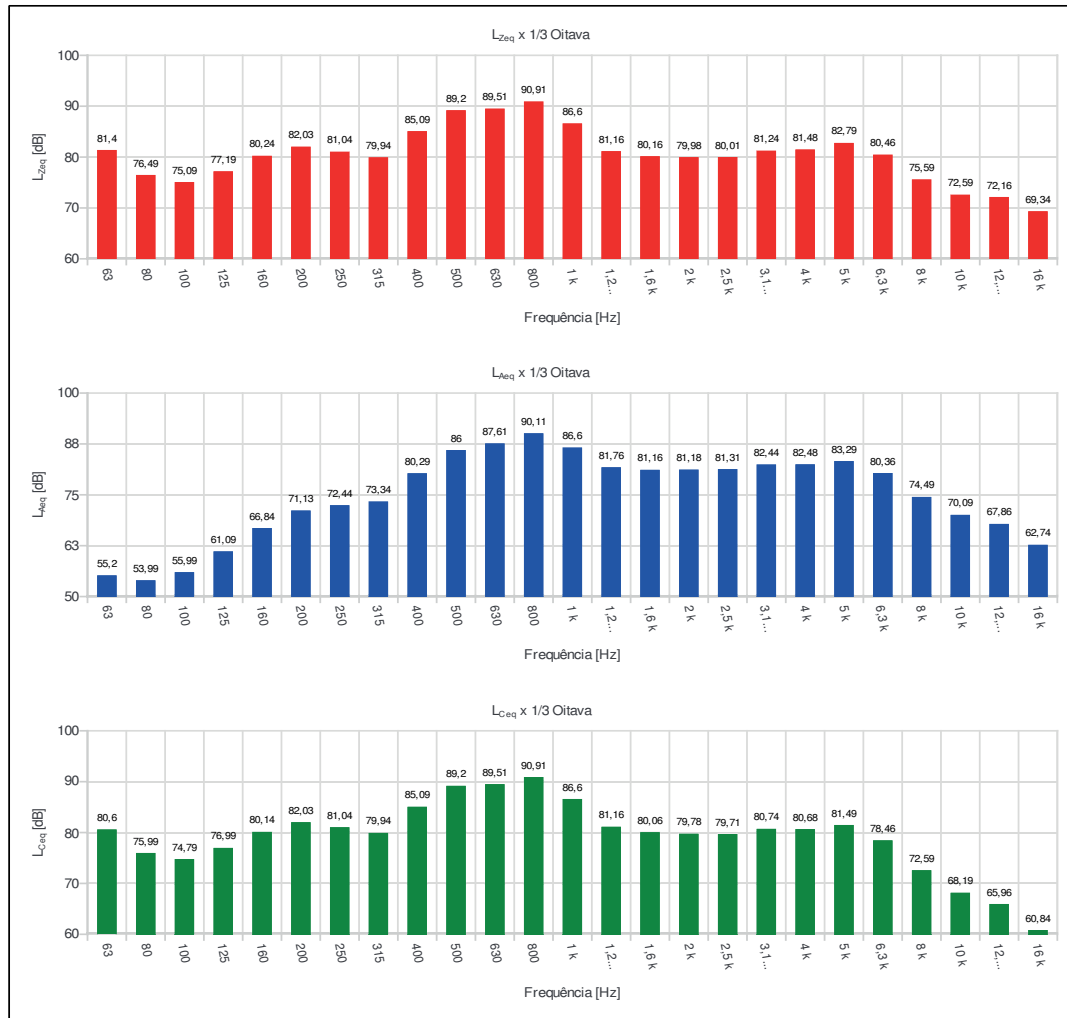 L_Zeq x 1/3 Oitava
100
90
80
70
60
L_Zeq [dB]
81,4 76,49 75,09 77,19 80,24 82,03 81,04 79,94 85,09 89,2 89,51 90,91 86,6 81,16 80,16 79,98 80,01 81,24 81,48 82,79 80,46 75,59 72,59 72,16 69,34
63 80 100 125 160 200 250 315 400 500 630 800 1 k 1,2... 1,6 k 2 k 2,5 k 3,1... 4 k 5 k 6,3 k 8 k 10 k 12,... 16 k
Frequência [Hz]
L_Aeq x 1/3 Oitava
100
88
75
63
50
L_Aeq [dB]
55,2 53,99 55,99 61,09 66,84 71,13 72,44 73,34 80,29 86 87,61 90,11 86,6 81,76 81,16 81,18 81,31 82,44 82,48 83,29 80,36 74,49 70,09 67,86 62,74
63 80 100 125 160 200 250 315 400 500 630 800 1 k 1,2... 1,6 k 2 k 2,5 k 3,1... 4 k 5 k 6,3 k 8 k 10 k 12,... 16 k
Frequência [Hz]
L_Ceq x 1/3 Oitava
100
90
80
70
60
L_Ceq [dB]
80,6 75,99 74,79 76,99 80,14 82,03 81,04 79,94 85,09 89,2 89,51 90,91 86,6 81,16 80,06 79,78 79,71 80,74 80,68 81,49 78,46 72,59 68,19 65,96 60,84
63 80 100 125 160 200 250 315 400 500 630 800 1 k 1,2... 1,6 k 2 k 2,5 k 3,1... 4 k 5 k 6,3 k 8 k 10 k 12,... 16 k
Frequência [Hz]